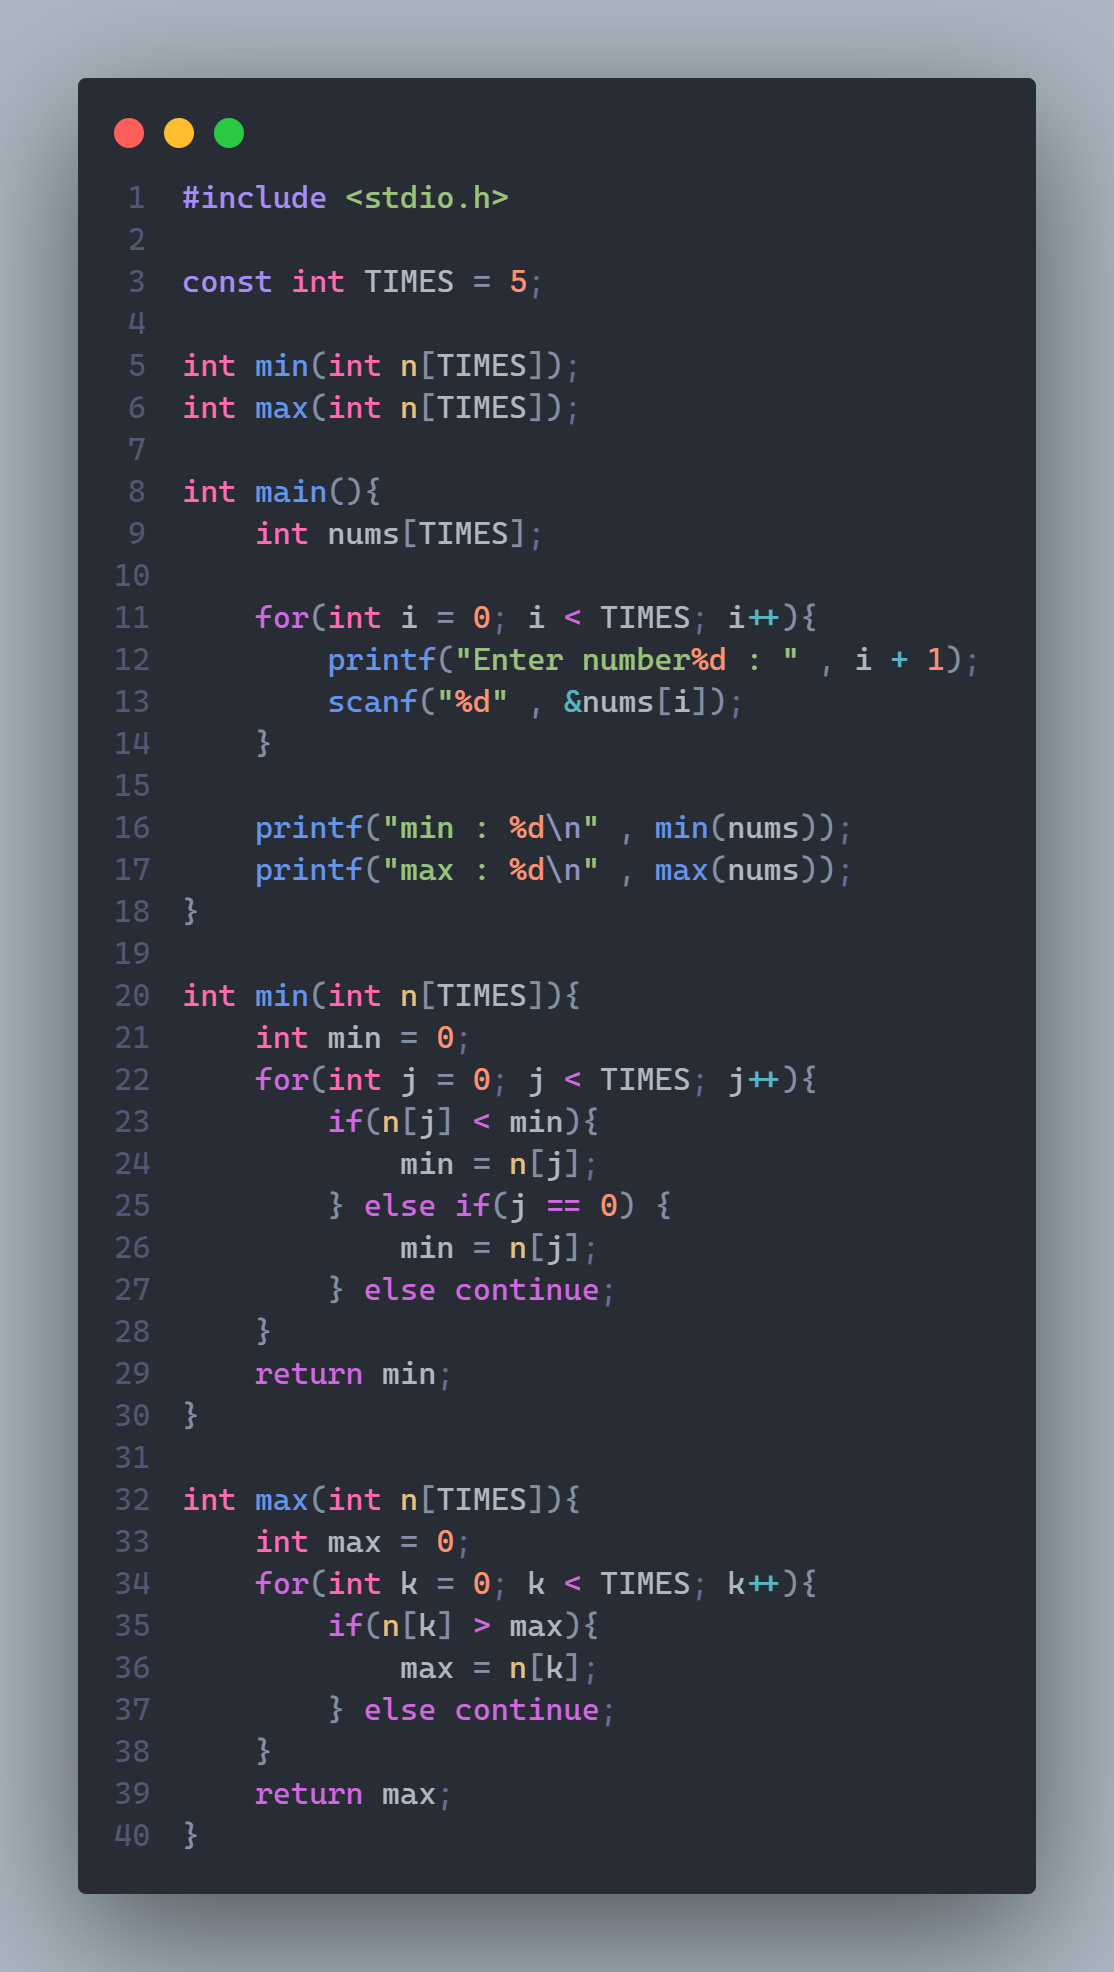 1 #include <stdio.h>
2
3 const int TIMES = 5;
4
5 int min(int n[TIMES]);
6 int max(int n[TIMES]);
7
8 int main(){
9     int nums[TIMES];
10
11     for(int i = 0; i < TIMES; i++){
12         printf("Enter number%d : " , i + 1);
13         scanf("%d" , &nums[i]);
14     }
15
16     printf("min : %d\n" , min(nums));
17     printf("max : %d\n" , max(nums));
18 }
19
20 int min(int n[TIMES]){
21     int min = 0;
22     for(int j = 0; j < TIMES; j++){
23         if(n[j] < min){
24             min = n[j];
25         } else if(j == 0) {
26             min = n[j];
27         } else continue;
28     }
29     return min;
30 }
31
32 int max(int n[TIMES]){
33     int max = 0;
34     for(int k = 0; k < TIMES; k++){
35         if(n[k] > max){
36             max = n[k];
37         } else continue;
38     }
39     return max;
40 }